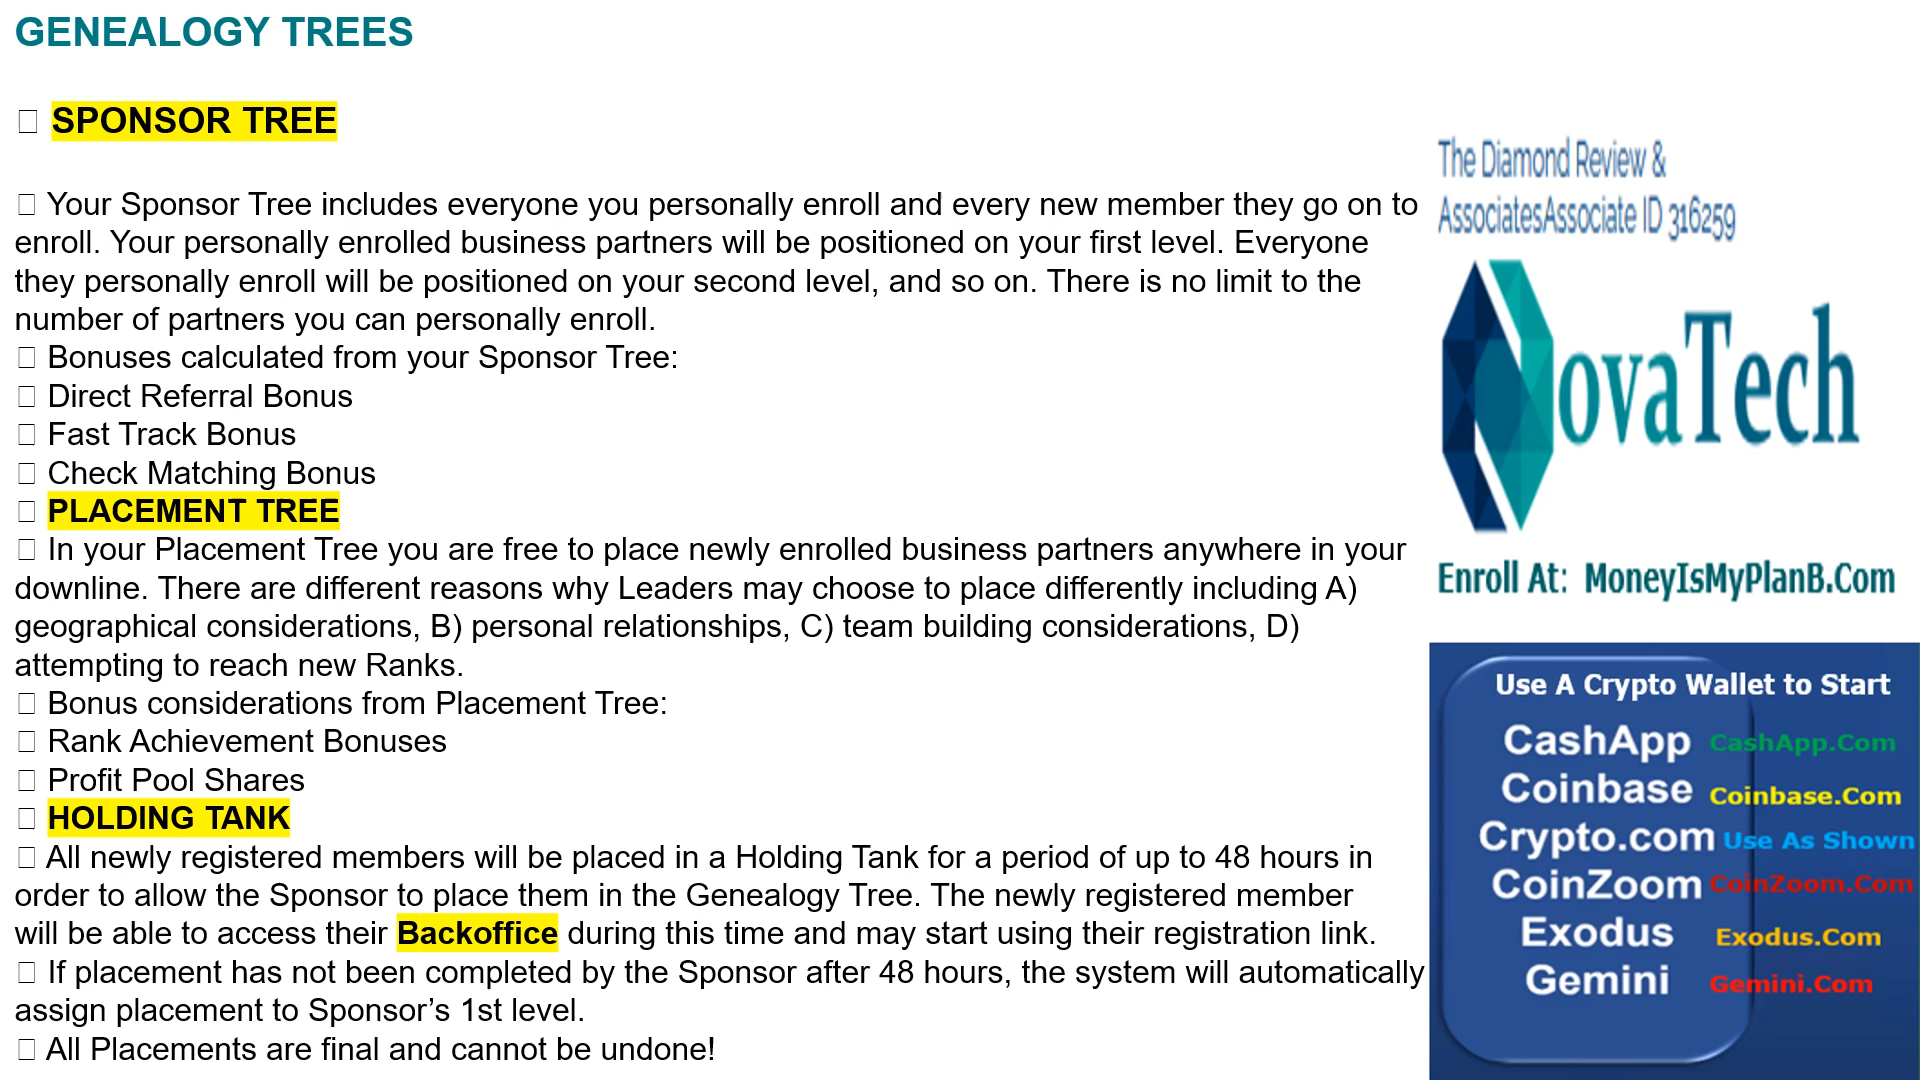 GENEALOGY TREES
SPONSOR TREE
Your Sponsor Tree includes everyone you personally enroll and every new member they go on to
enroll. Your personally enrolled business partners will be positioned on your first level. Everyone
they personally enroll will be positioned on your second level, and so on. There is no limit to the
number of partners you can personally enroll.
Bonuses calculated from your Sponsor Tree:
Direct Referral Bonus
Fast Track Bonus
Check Matching Bonus
PLACEMENT TREE
In your Placement Tree you are free to place newly enrolled business partners anywhere in your
downline. There are different reasons why Leaders may choose to place differently including A)
geographical considerations, B) personal relationships, C) team building considerations, D)
attempting to reach new Ranks.
Bonus considerations from Placement Tree:
Rank Achievement Bonuses
Profit Pool Shares
HOLDING TANK
All newly registered members will be placed in a Holding Tank for a period of up to 48 hours in
order to allow the Sponsor to place them in the Genealogy Tree. The newly registered member
will be able to access their Backoffice during this time and may start using their registration link.
If placement has not been completed by the Sponsor after 48 hours, the system will automatically
assign placement to Sponsor’s 1st level.
All Placements are final and cannot be undone!
The Diamond Review &
AssociatesAssociate ID 316259
NovaTech
Enroll At: MoneyIsMyPlanB.Com
Use A Crypto Wallet to Start
CashApp CashApp.Com
Coinbase Coinbase.Com
Crypto.com Use As Shown
CoinZoom CoinZoom.Com
Exodus Exodus.Com
Gemini Gemini.Com